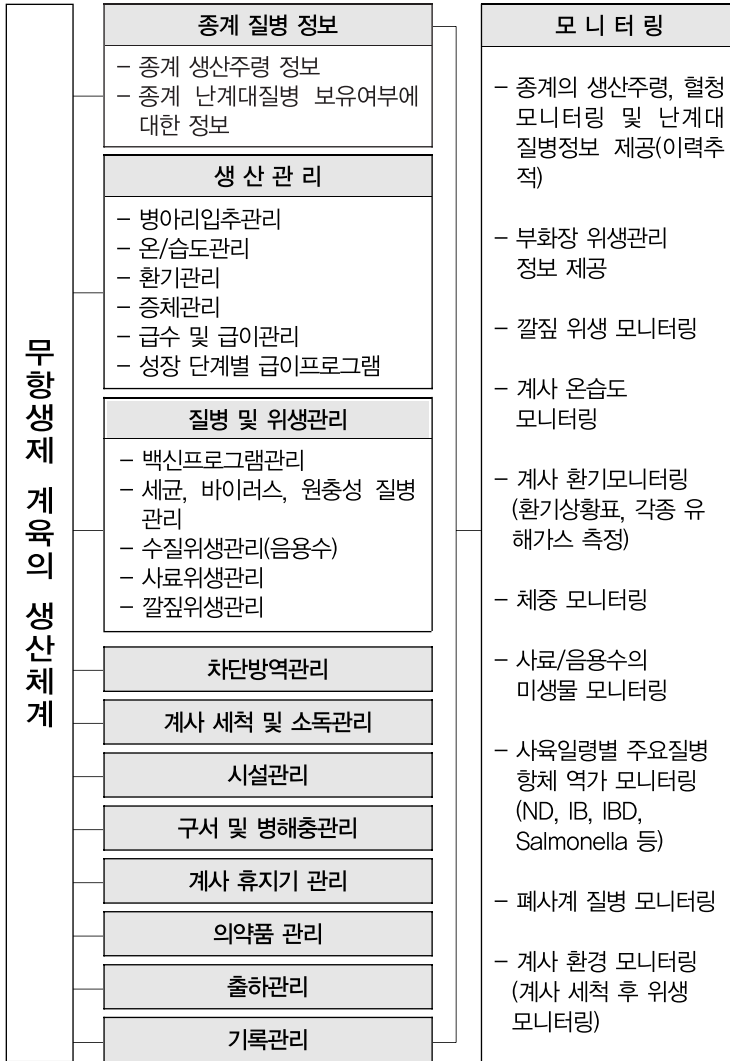 무항생제 계육의 생산체계
종계 질병 정보
– 종계 생산주령 정보
– 종계 난계대질병 보유여부에
대한 정보
생 산 관 리
– 병아리입추관리
– 온/습도관리
– 환기관리
– 증체관리
– 급수 및 급이관리
– 성장 단계별 급이프로그램
질병 및 위생관리
– 백신프로그램관리
– 세균, 바이러스, 원충성 질병
관리
– 수질위생관리(음용수)
– 사료위생관리
– 깔짚위생관리
차단방역관리
계사 세척 및 소독관리
시설관리
구서 및 병해충관리
계사 휴지기 관리
의약품 관리
출하관리
기록관리
모 니 터 링
– 종계의 생산주령, 혈청
모니터링 및 난계대
질병정보 제공(이력추
적)
– 부화장 위생관리
정보 제공
– 깔짚 위생 모니터링
– 계사 온습도
모니터링
– 계사 환기모니터링
(환기상황표, 각종 유
해가스 측정)
– 체중 모니터링
– 사료/음용수의
미생물 모니터링
– 사육일령별 주요질병
항체 역가 모니터링
(ND, IB, IBD,
Salmonella 등)
– 폐사계 질병 모니터링
– 계사 환경 모니터링
(계사 세척 후 위생
모니터링)